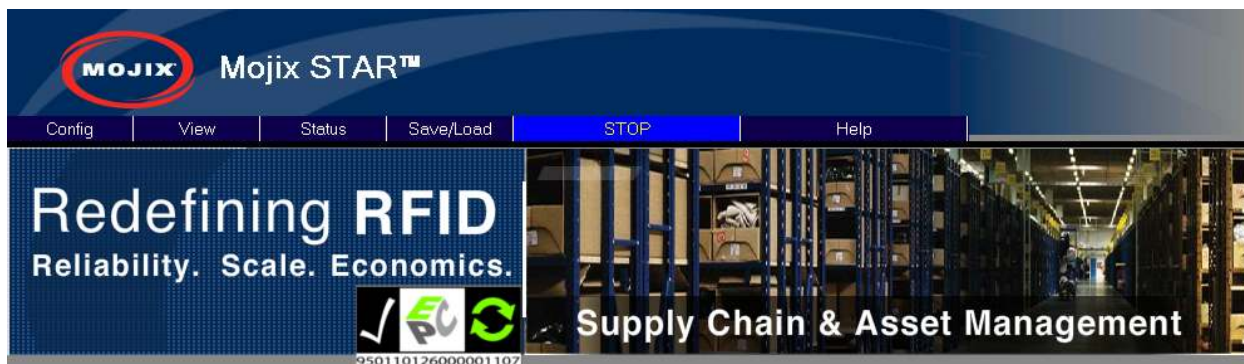 MOJIX
Mojix STAR™
Config View Status Save/Load STOP Help
Redefining RFID
Reliability. Scale. Economics.
EPC
950110126000001107
Supply Chain & Asset Management